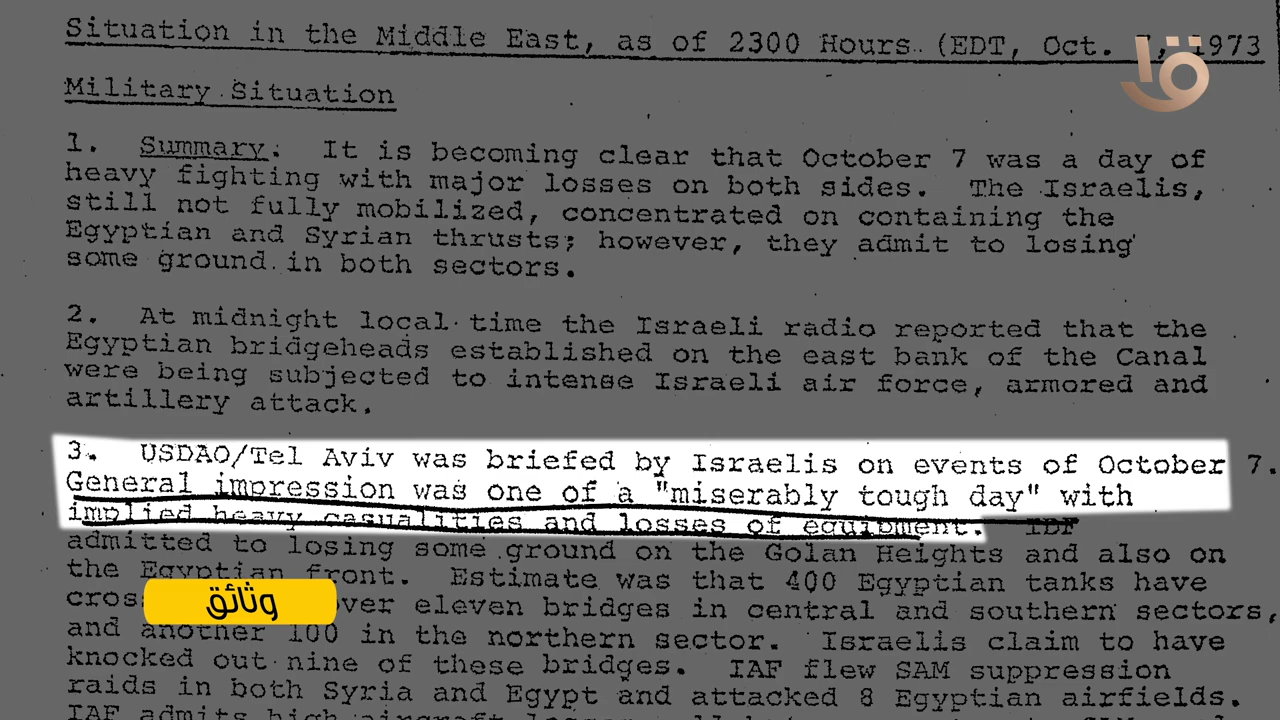 Situation in the Middle East, as of 2300 Hours (EDT, Oct. 7, 1973
Military Situation
1. Summary. It is becoming clear that October 7 was a day of
heavy fighting with major losses on both sides. The Israelis,
still not fully mobilized, concentrated on containing the
Egyptian and Syrian thrusts; however, they admit to losing
some ground in both sectors.
2. At midnight local time the Israeli radio reported that the
Egyptian bridgeheads established on the east bank of the Canal
were being subjected to intense Israeli air force, armored and
artillery attack.
3. USDAO/Tel Aviv was briefed by Israelis on events of October 7.
General impression was one of a "miserably tough day" with
implied heavy casualities and losses of equipment. IDF
admitted to losing some ground on the Golan Heights and also on
the Egyptian front. Estimate was that 400 Egyptian tanks have
over eleven bridges in central and southern sectors,
and another 100 in the northern sector. Israelis claim to have
knocked out nine of these bridges. IAF flew SAM suppression
raids in both Syria and Egypt and attacked 8 Egyptian airfields.
IAF admits high aircraft losses
وثائق